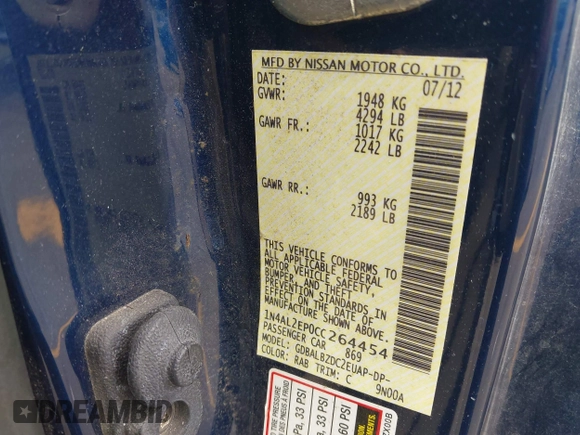 MFD BY NISSAN MOTOR CO., LTD.
DATE: 07/12
GVWR: 1948 KG
4294 LB
GAWR FR.: 1017 KG
2242 LB
GAWR RR.: 993 KG
2189 LB
THIS VEHICLE CONFORMS TO
ALL APPLICABLE FEDERAL
MOTOR VEHICLE SAFETY,
BUMPER, AND THEFT
PREVENTION STANDARDS IN
EFFECT ON THE DATE OF
MANUFACTURE SHOWN ABOVE.
1N4AL2EP0CC264454
PASSENGER CAR 869
GDBALBZDC2EUAP-DP-
COLOR: RAB TRIM: C 9N00A
33 PSI
33 PSI
60 PSI
AutoBidMaster